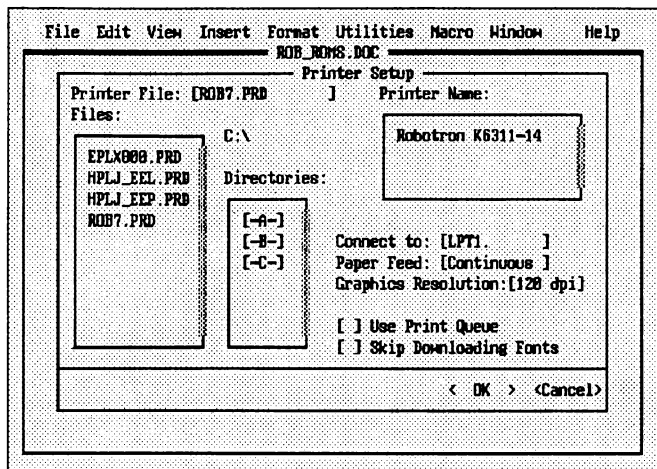 File Edit View Insert Format Utilities Macro Window Help
ROB_ROMS.DOC
Printer Setup
Printer File: [ROB7.PRD ] Printer Name:
Files:
C:\
Robotron K6311-14
EPLX800.PRD
HPLJ_EEL.PRD
Directories:
HPLJ_EEP.PRD
ROB7.PRD
[-A-]
[-B-]
[-C-]
Connect to: [LPT1. ]
Paper Feed: [Continuous ]
Graphics Resolution:[120 dpi]
[ ] Use Print Queue
[ ] Skip Downloading Fonts
< OK > <Cancel>